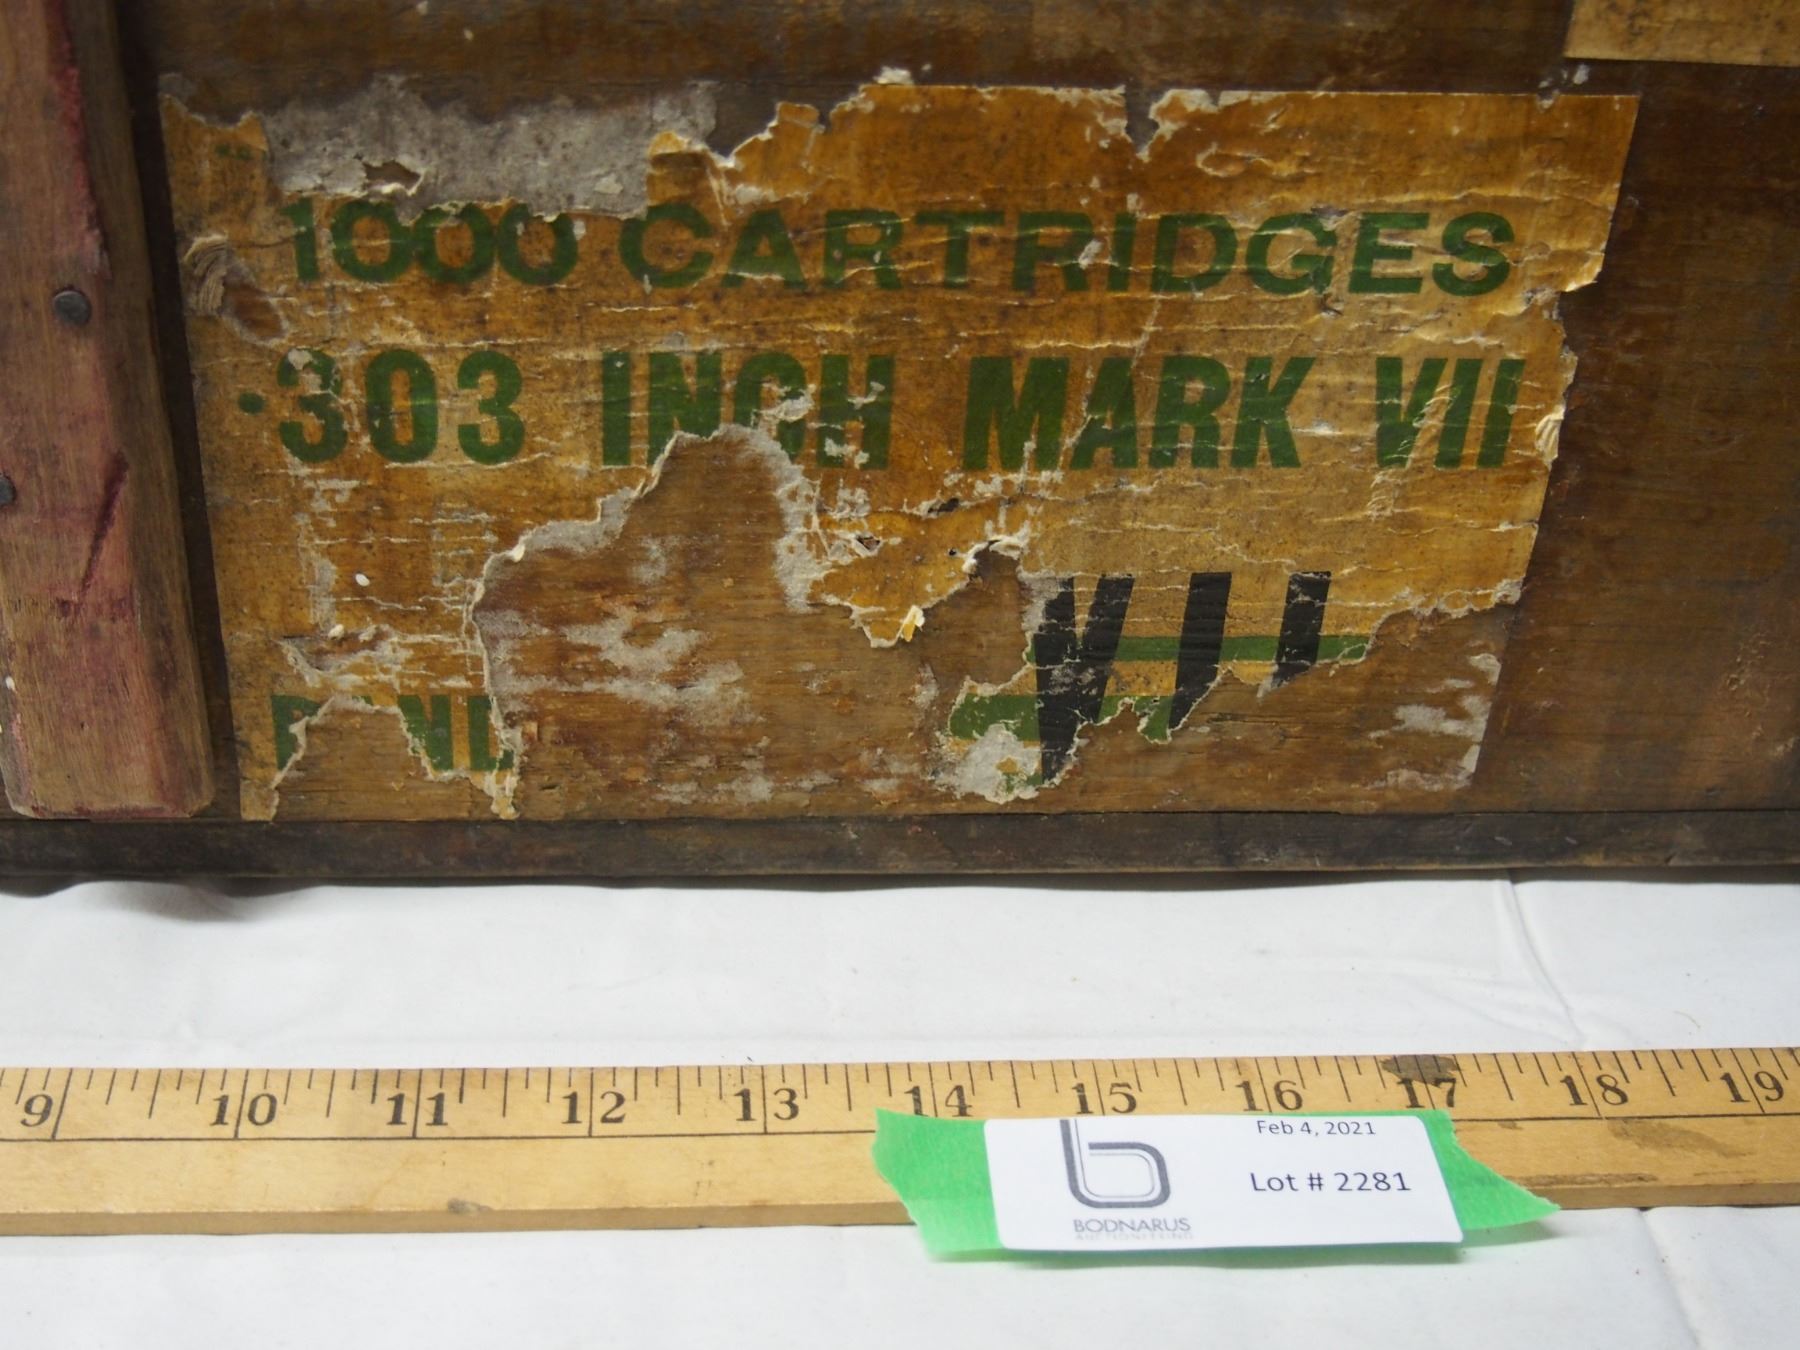 1000 CARTRIDGES
·303 INCH MARK VII
VII
9 10 11 12 13 14 15 16 17 18 19
Feb 4, 2021
Lot # 2281
BODNARUS
AUCTIONEERING